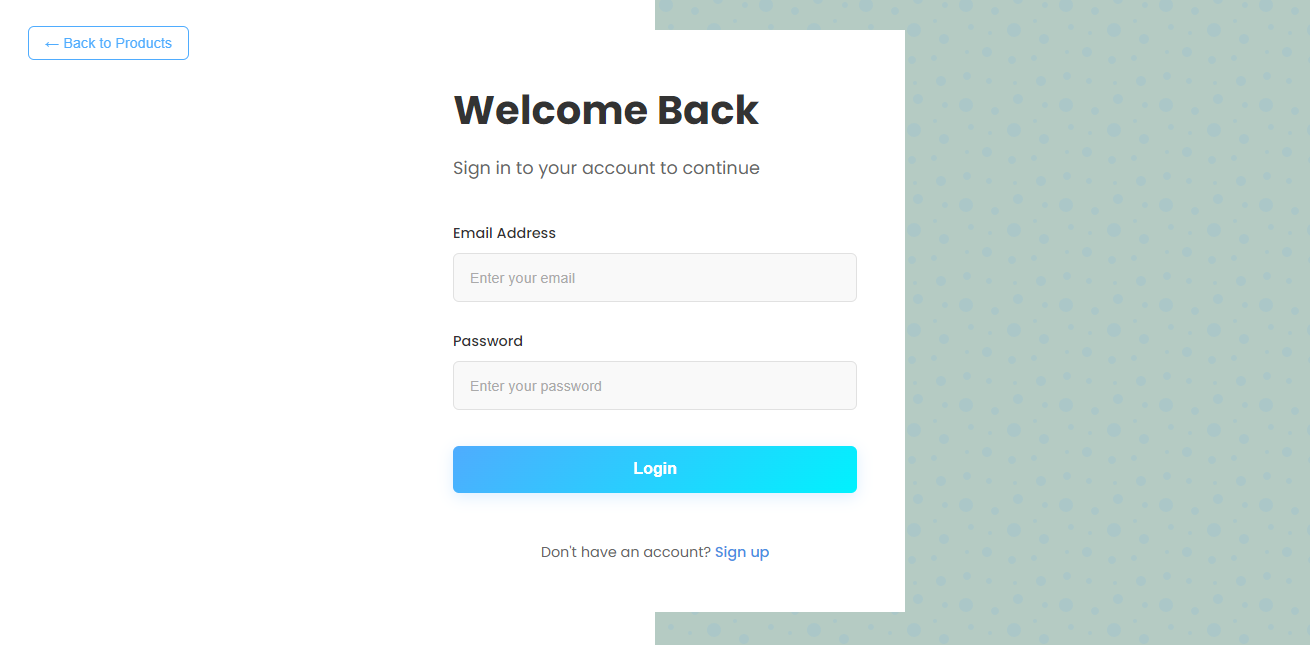 ← Back to Products
Welcome Back
Sign in to your account to continue
Email Address
Enter your email
Password
Enter your password
Login
Don't have an account? Sign up